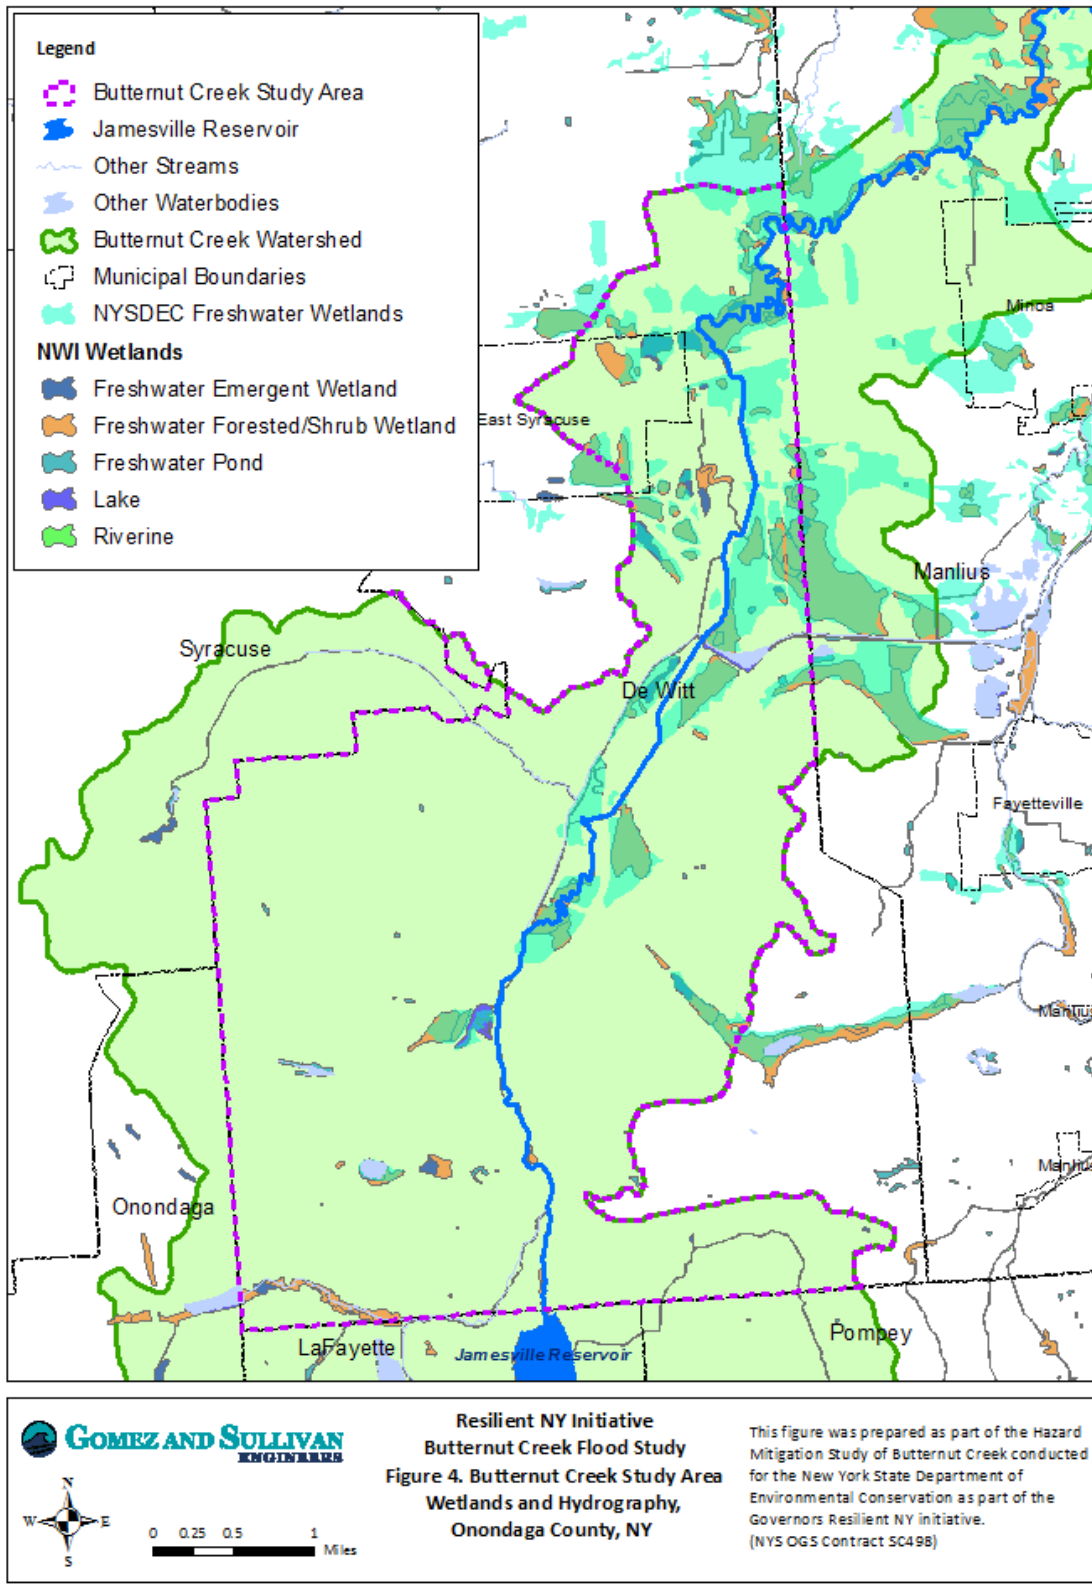 Legend
Butternut Creek Study Area
Jamesville Reservoir
Other Streams
Other Waterbodies
Butternut Creek Watershed
Municipal Boundaries
NYSDEC Freshwater Wetlands
NWI Wetlands
Freshwater Emergent Wetland
Freshwater Forested/Shrub Wetland
Freshwater Pond
Lake
Riverine
Minoa
East Syracuse
Manlius
Syracuse
De Witt
Fayetteville
Manlius
Manlius
Onondaga
LaFayette
Jamesville Reservoir
Pompey
GOMEZ AND SULLIVAN
ENGINEERS
N
W E
S
0 0.25 0.5 1
Miles
Resilient NY Initiative
Butternut Creek Flood Study
Figure 4. Butternut Creek Study Area
Wetlands and Hydrography,
Onondaga County, NY
This figure was prepared as part of the Hazard
Mitigation Study of Butternut Creek conducted
for the New York State Department of
Environmental Conservation as part of the
Governors Resilient NY initiative.
(NYS OGS Contract SC498)